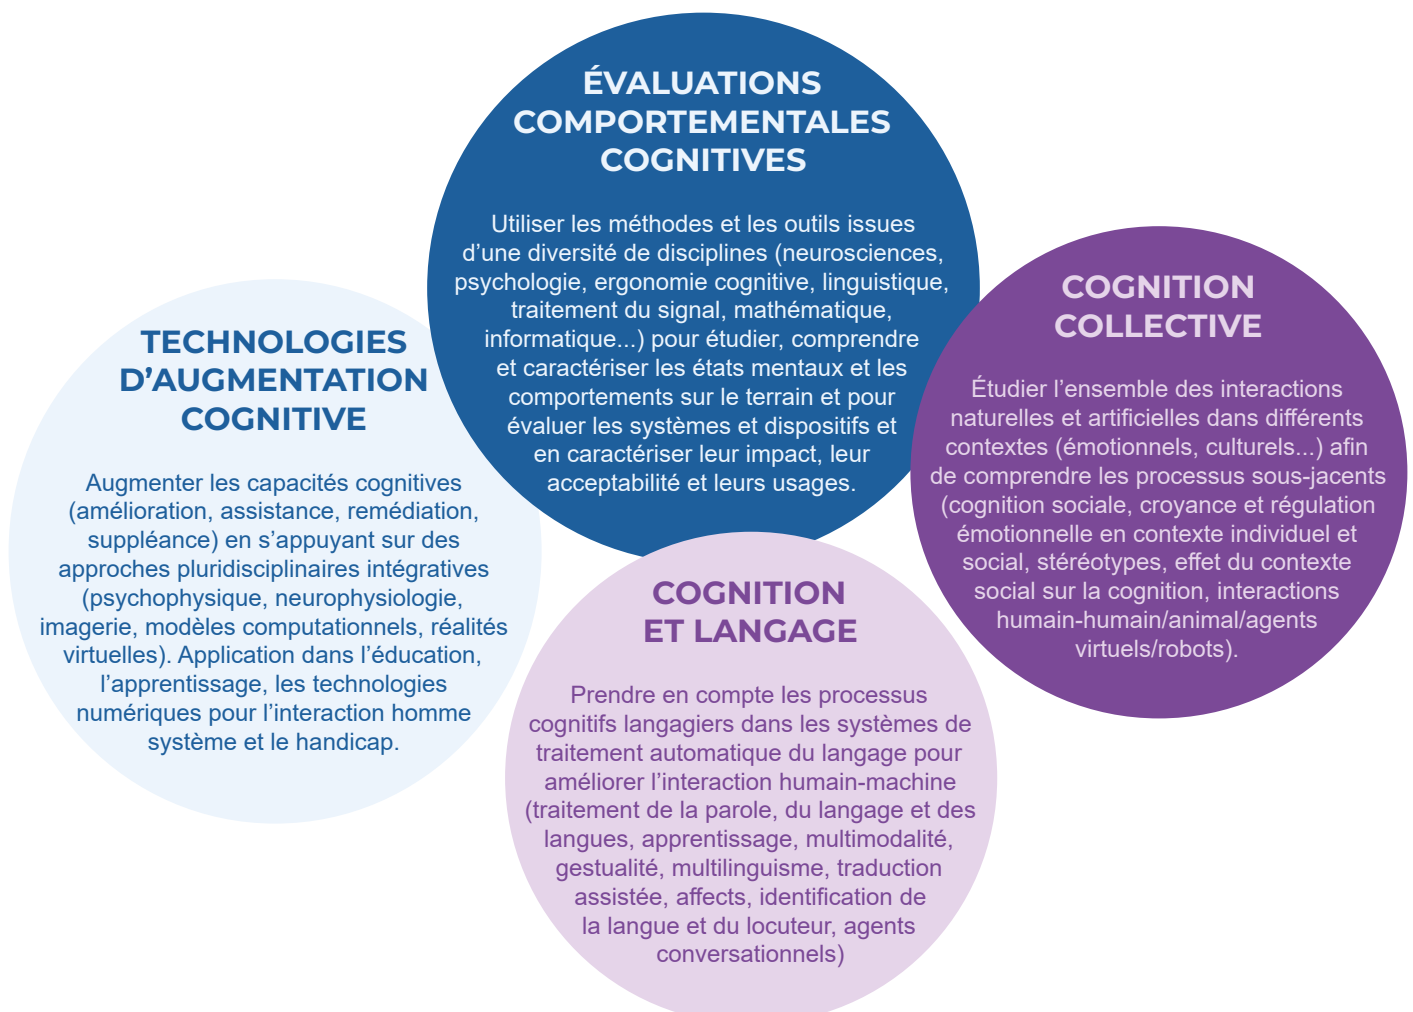 ÉVALUATIONS
COMPORTEMENTALES
COGNITIVES
Utiliser les méthodes et les outils issues
d’une diversité de disciplines (neurosciences,
psychologie, ergonomie cognitive, linguistique,
traitement du signal, mathématique,
informatique...) pour étudier, comprendre
et caractériser les états mentaux et les
comportements sur le terrain et pour
évaluer les systèmes et dispositifs et
en caractériser leur impact, leur
acceptabilité et leurs usages.
TECHNOLOGIES
D’AUGMENTATION
COGNITIVE
Augmenter les capacités cognitives
(amélioration, assistance, remédiation,
suppléance) en s’appuyant sur des
approches pluridisciplinaires intégratives
(psychophysique, neurophysiologie,
imagerie, modèles computationnels, réalités
virtuelles). Application dans l’éducation,
l’apprentissage, les technologies
numériques pour l’interaction homme
système et le handicap.
COGNITION
COLLECTIVE
Étudier l’ensemble des interactions
naturelles et artificielles dans différents
contextes (émotionnels, culturels...) afin
de comprendre les processus sous-jacents
(cognition sociale, croyance et régulation
émotionnelle en contexte individuel et
social, stéréotypes, effet du contexte
social sur la cognition, interactions
humain-humain/animal/agents
virtuels/robots).
COGNITION
ET LANGAGE
Prendre en compte les processus
cognitifs langagiers dans les systèmes de
traitement automatique du langage pour
améliorer l’interaction humain-machine
(traitement de la parole, du langage et des
langues, apprentissage, multimodalité,
gestualité, multilinguisme, traduction
assistée, affects, identification de
la langue et du locuteur, agents
conversationnels)